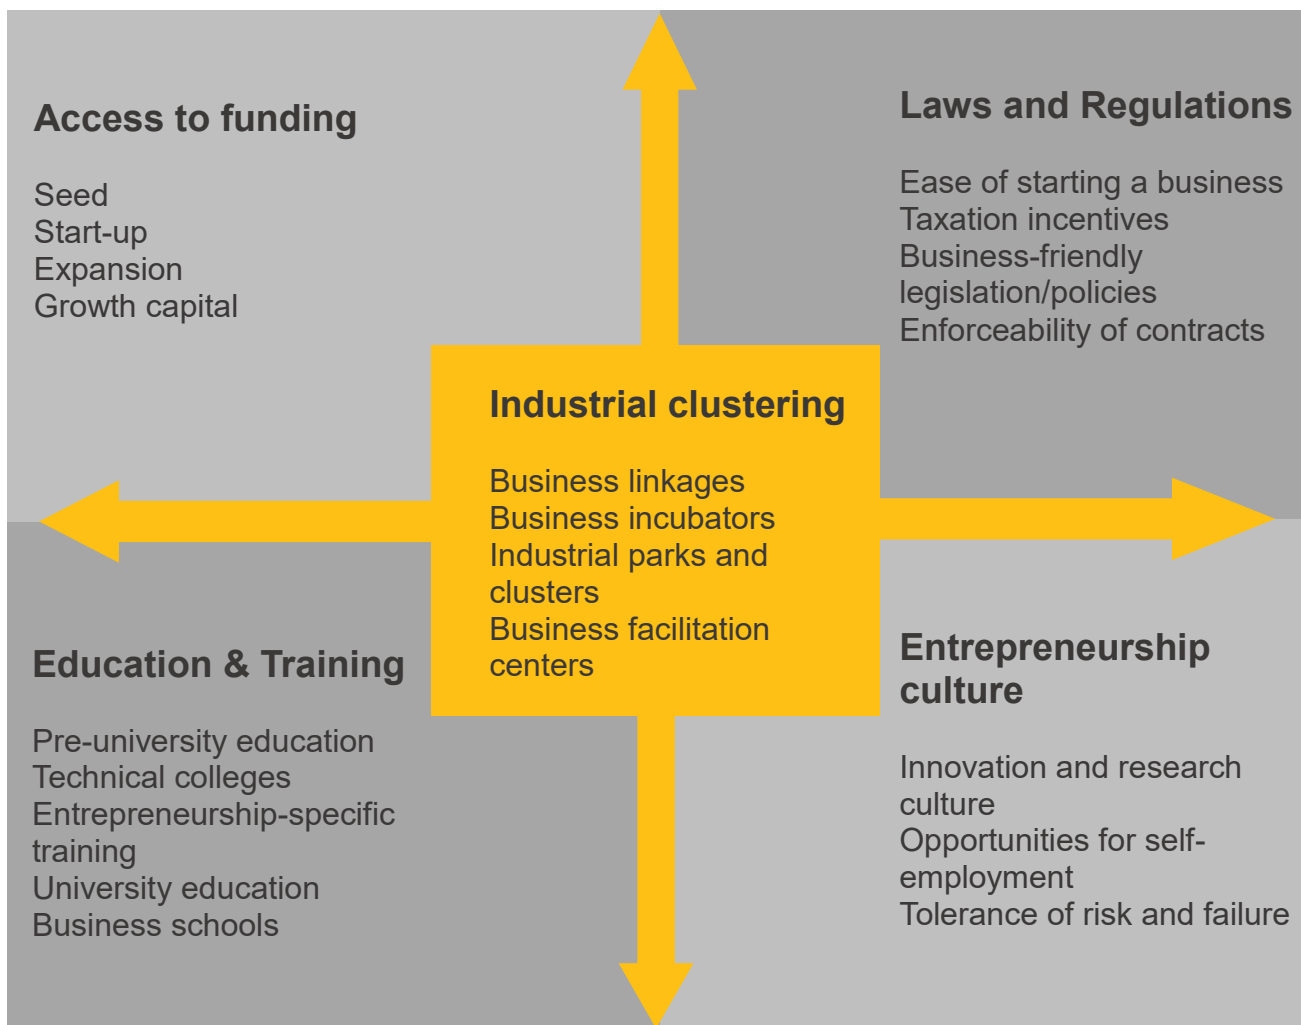 Access to funding
Seed
Start-up
Expansion
Growth capital
Laws and Regulations
Ease of starting a business
Taxation incentives
Business-friendly
legislation/policies
Enforceability of contracts
Industrial clustering
Business linkages
Business incubators
Industrial parks and
clusters
Business facilitation
centers
Education & Training
Pre-university education
Technical colleges
Entrepreneurship-specific
training
University education
Business schools
Entrepreneurship
culture
Innovation and research
culture
Opportunities for self-
employment
Tolerance of risk and failure